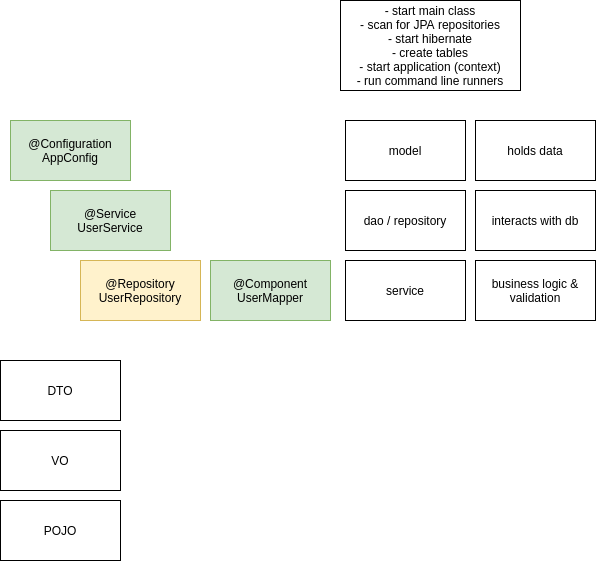 - start main class
- scan for JPA repositories
- start hibernate
- create tables
- start application (context)
- run command line runners
@Configuration
AppConfig
model
holds data
@Service
UserService
dao / repository
interacts with db
@Repository
UserRepository
@Component
UserMapper
service
business logic &
validation
DTO
VO
POJO